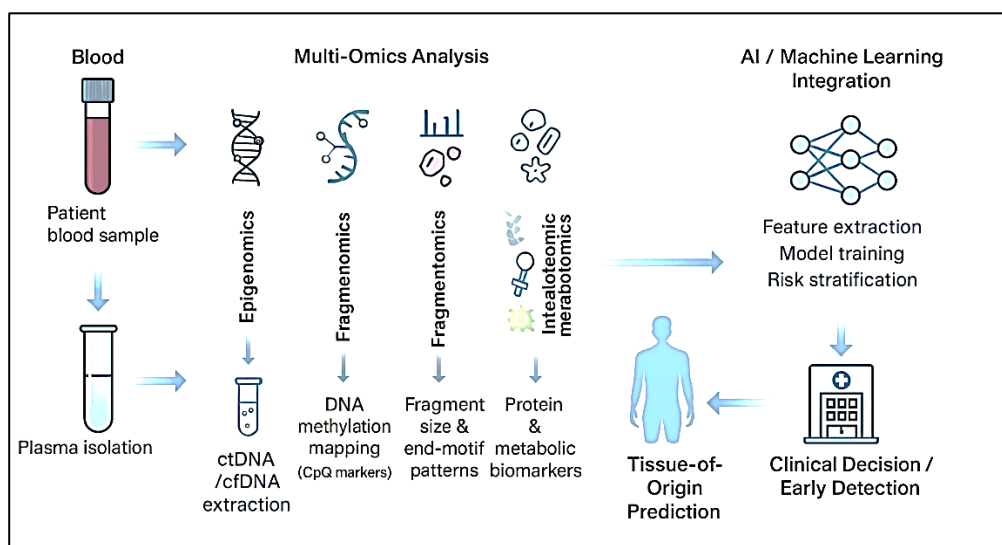 Blood
Patient
blood sample
Plasma isolation
Multi-Omics Analysis
Epigenomics
ctDNA
/cfDNA
extraction
Fragmenomics
DNA
methylation
mapping
(CpQ markers)
Fragmentomics
Fragment
size &
end-motif
patterns
Intealoteomic
merabotomics
Protein
& metabolic
biomarkers
AI / Machine Learning
Integration
Feature extraction
Model training
Risk stratification
Tissue-of-
Origin
Prediction
Clinical Decision /
Early Detection